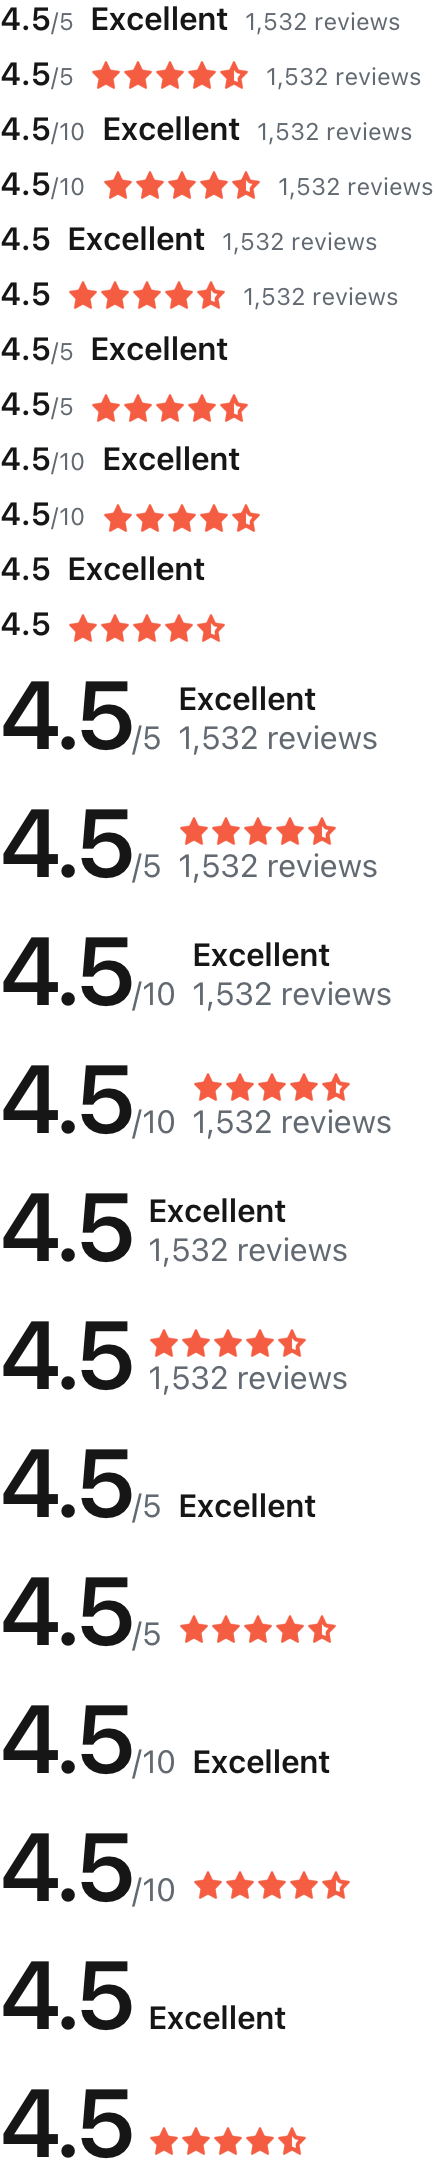 4.5/5 Excellent 1,532 reviews
4.5/5 1,532 reviews
4.5/10 Excellent 1,532 reviews
4.5/10 1,532 reviews
4.5 Excellent 1,532 reviews
4.5 1,532 reviews
4.5/5 Excellent
4.5/5
4.5/10 Excellent
4.5/10
4.5 Excellent
4.5
4.5/5 Excellent
1,532 reviews
4.5/5 1,532 reviews
4.5/10 Excellent
1,532 reviews
4.5/10 1,532 reviews
4.5 Excellent
1,532 reviews
4.5 1,532 reviews
4.5/5 Excellent
4.5/5
4.5/10 Excellent
4.5/10
4.5 Excellent
4.5